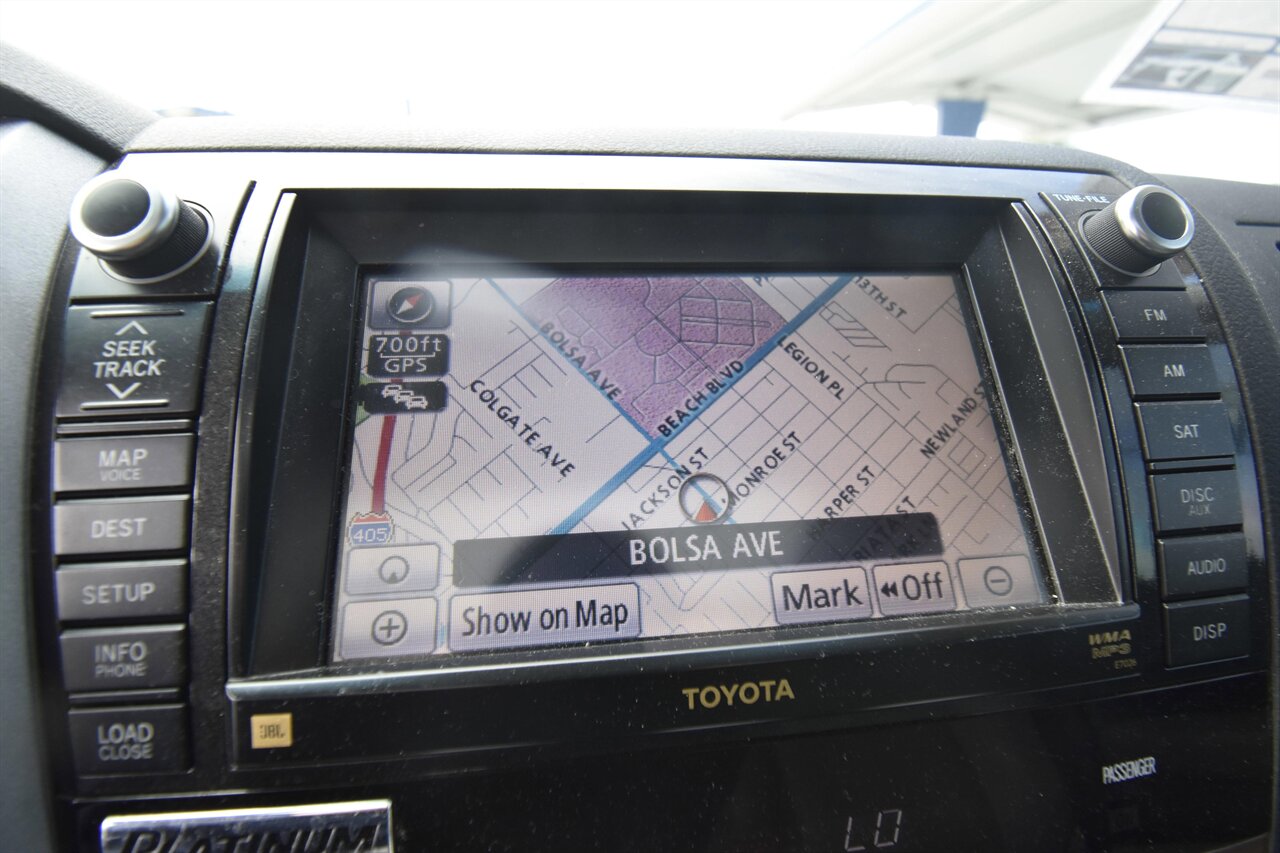 TUNE·FILE
SEEK
TRACK
MAP
VOICE
DEST
SETUP
INFO
PHONE
LOAD
CLOSE
700ft
GPS
405
BOLSA AVE
COLGATE AVE
BEACH BLVD
13TH ST
LEGION PL
NEWLAND ST
JACKSON ST
MONROE ST
BOLSA AVE
Show on Map
Mark
Off
FM
AM
SAT
DISC
AUX
AUDIO
DISP
WMA
MP3
E7026
TOYOTA
JBL
PASSENGER
LO
PLATINUM